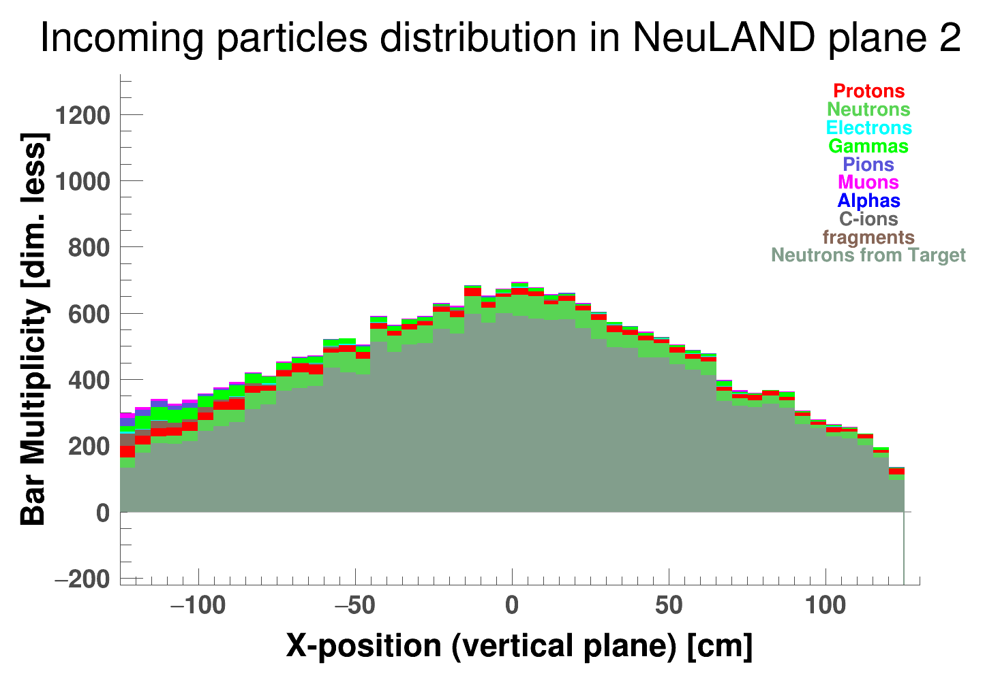 Incoming particles distribution in NeuLAND plane 2
Protons
Neutrons
Electrons
Gammas
Pions
Muons
Alphas
C-ions
fragments
Neutrons from Target
Bar Multiplicity [dim. less]
1200
1000
800
600
400
200
0
−200
−100 −50 0 50 100
X-position (vertical plane) [cm]